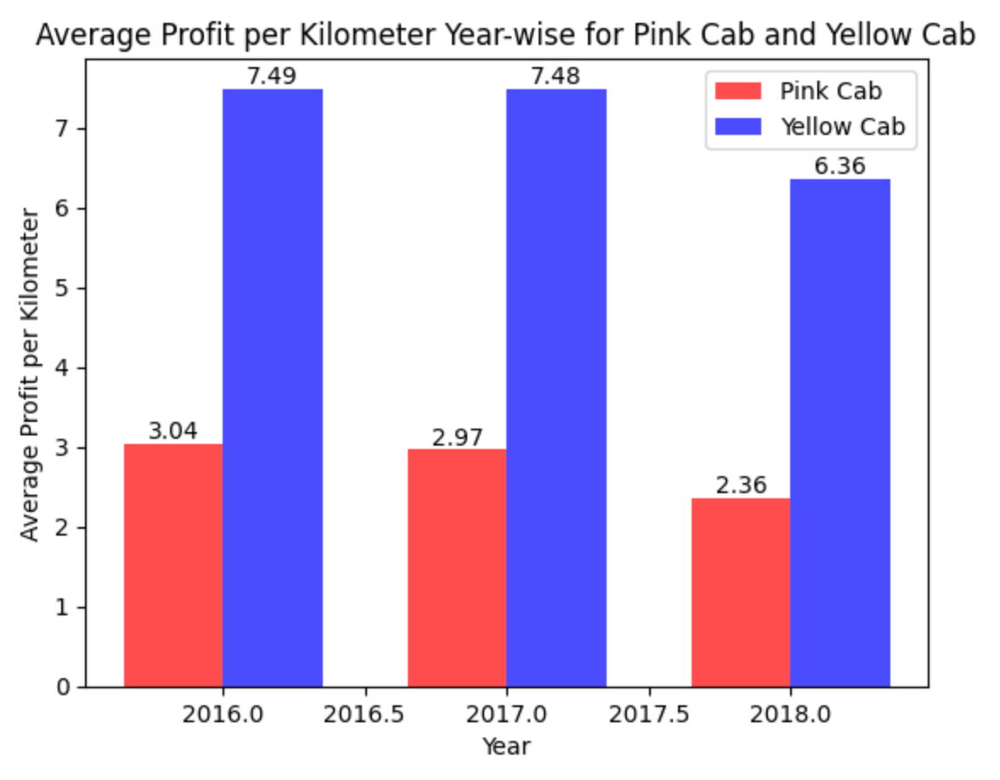 Average Profit per Kilometer Year-wise for Pink Cab and Yellow Cab
7.49
7.48
Pink Cab
Yellow Cab
6.36
3.04
2.97
2.36
Average Profit per Kilometer
7
6
5
4
3
2
1
0
2016.0 2016.5 2017.0 2017.5 2018.0
Year